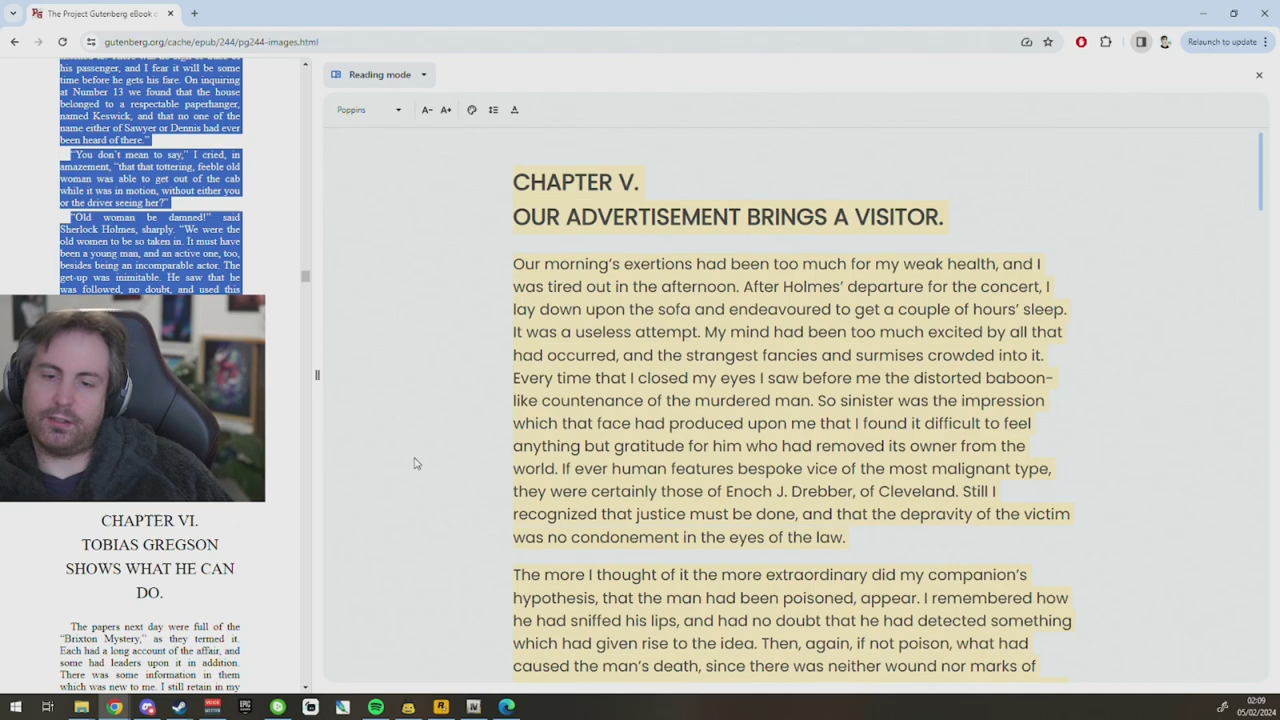 The Project Gutenberg eBook o
gutenberg.org/cache/epub/244/pg244-images.html
Relaunch to update
his passenger, and I fear it will be some
time before he gets his fare. On inquiring
at Number 13 we found that the house
belonged to a respectable paperhanger,
named Keswick, and that no one of the
name either of Sawyer or Dennis had ever
been heard of there.”
“You don’t mean to say,” I cried, in
amazement, “that that tottering, feeble old
woman was able to get out of the cab
while it was in motion, without either you
or the driver seeing her?”
“Old woman be damned!” said
Sherlock Holmes, sharply. “We were the
old women to be so taken in. It must have
been a young man, and an active one, too,
besides being an incomparable actor. The
get-up was inimitable. He saw that he
was followed, no doubt, and used this
CHAPTER VI.
TOBIAS GREGSON
SHOWS WHAT HE CAN
DO.
The papers next day were full of the
“Brixton Mystery,” as they termed it.
Each had a long account of the affair, and
some had leaders upon it in addition.
There was some information in them
which was new to me. I still retain in my
Reading mode
Poppins
A-
A+
CHAPTER V.
OUR ADVERTISEMENT BRINGS A VISITOR.
Our morning’s exertions had been too much for my weak health, and I
was tired out in the afternoon. After Holmes’ departure for the concert, I
lay down upon the sofa and endeavoured to get a couple of hours’ sleep.
It was a useless attempt. My mind had been too much excited by all that
had occurred, and the strangest fancies and surmises crowded into it.
Every time that I closed my eyes I saw before me the distorted baboon-
like countenance of the murdered man. So sinister was the impression
which that face had produced upon me that I found it difficult to feel
anything but gratitude for him who had removed its owner from the
world. If ever human features bespoke vice of the most malignant type,
they were certainly those of Enoch J. Drebber, of Cleveland. Still I
recognized that justice must be done, and that the depravity of the victim
was no condonement in the eyes of the law.
The more I thought of it the more extraordinary did my companion’s
hypothesis, that the man had been poisoned, appear. I remembered how
he had sniffed his lips, and had no doubt that he had detected something
which had given rise to the idea. Then, again, if not poison, what had
caused the man’s death, since there was neither wound nor marks of
02:09
05/02/2024